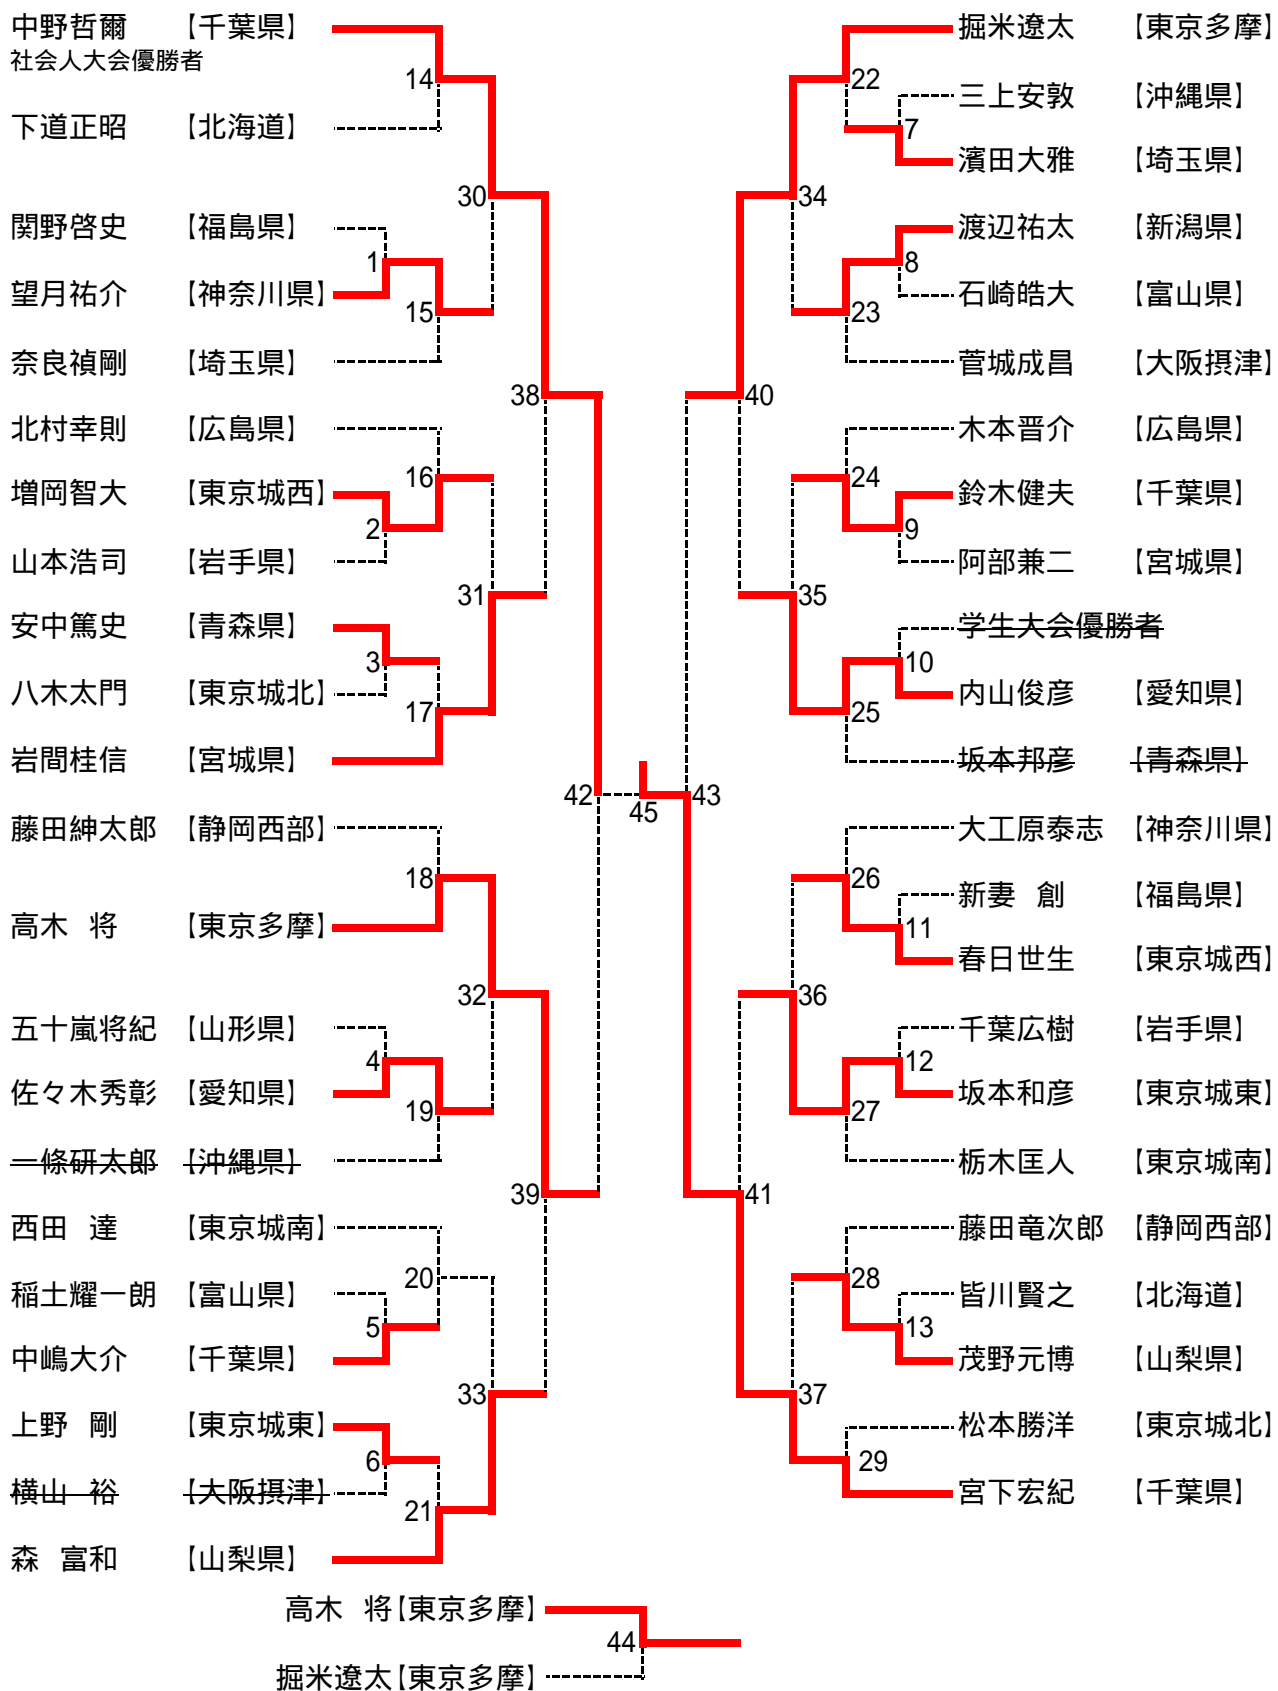 中野哲爾 【千葉県】
社会人大会優勝者
14
下道正昭 【北海道】
30
関野啓史 【福島県】
1
望月祐介 【神奈川県】
15
奈良禎剛 【埼玉県】
38
北村幸則 【広島県】
16
増岡智大 【東京城西】
2
山本浩司 【岩手県】
31
安中篤史 【青森県】
3
八木太門 【東京城北】
17
岩間桂信 【宮城県】
42
45
藤田紳太郎 【静岡西部】
18
高木 将 【東京多摩】
32
五十嵐将紀 【山形県】
4
佐々木秀彰 【愛知県】
19
一條研太郎 【沖縄県】
39
西田 達 【東京城南】
20
稲土耀一朗 【富山県】
5
中嶋大介 【千葉県】
33
上野 剛 【東京城東】
6
横山 裕 【大阪摂津】
21
森 富和 【山梨県】
掘米遼太 【東京多摩】
22
三上安敦 【沖縄県】
7
濱田大雅 【埼玉県】
34
渡辺祐太 【新潟県】
8
石崎皓大 【富山県】
23
菅城成昌 【大阪摂津】
40
木本晋介 【広島県】
24
鈴木健夫 【千葉県】
9
阿部兼二 【宮城県】
35
学生大会優勝者
10
内山俊彦 【愛知県】
25
坂本邦彦 【青森県】
43
大工原泰志 【神奈川県】
26
新妻 創 【福島県】
11
春日世生 【東京城西】
36
千葉広樹 【岩手県】
12
坂本和彦 【東京城東】
27
栃木匡人 【東京城南】
41
藤田竜次郎 【静岡西部】
28
皆川賢之 【北海道】
13
茂野元博 【山梨県】
37
松本勝洋 【東京城北】
29
宮下宏紀 【千葉県】
高木 将【東京多摩】
44
掘米遼太【東京多摩】